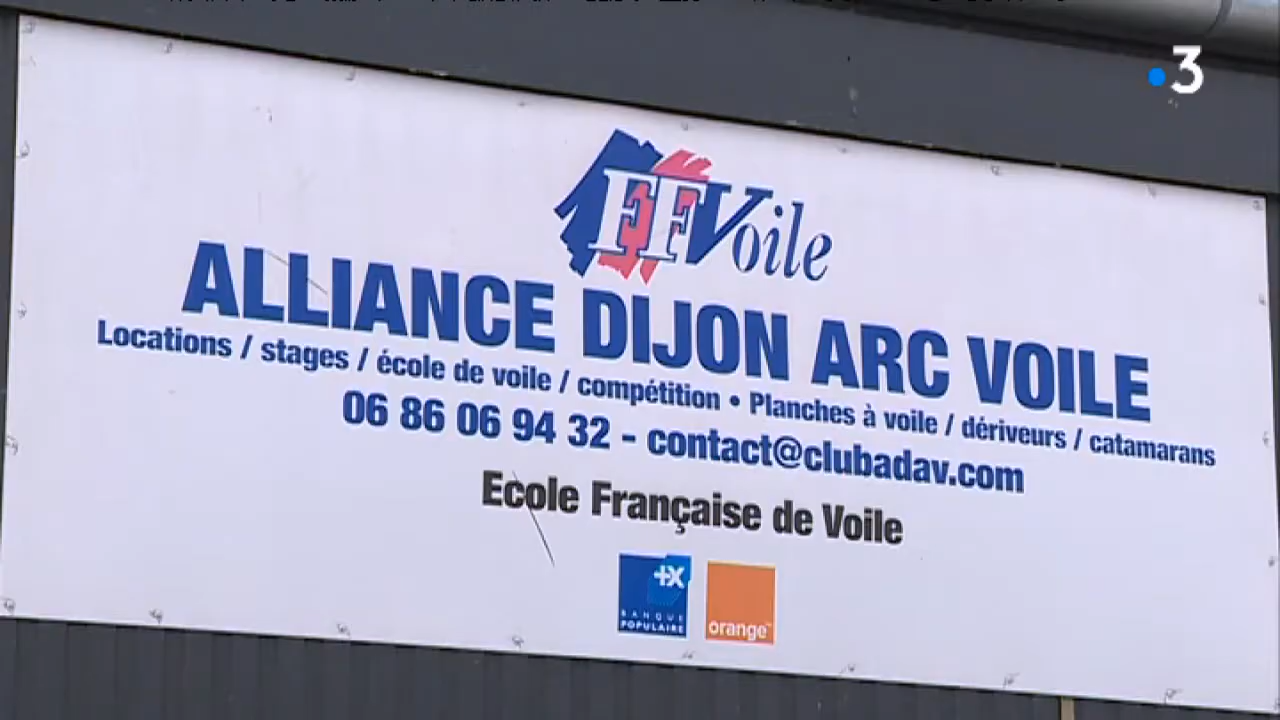 3
FFVoile
ALLIANCE DIJON ARC VOILE
Locations / stages / école de voile / compétition • Planches à voile / dériveurs / catamarans
06 86 06 94 32 - contact@clubadav.com
Ecole Française de Voile
BANQUE
POPULAIRE
orange™